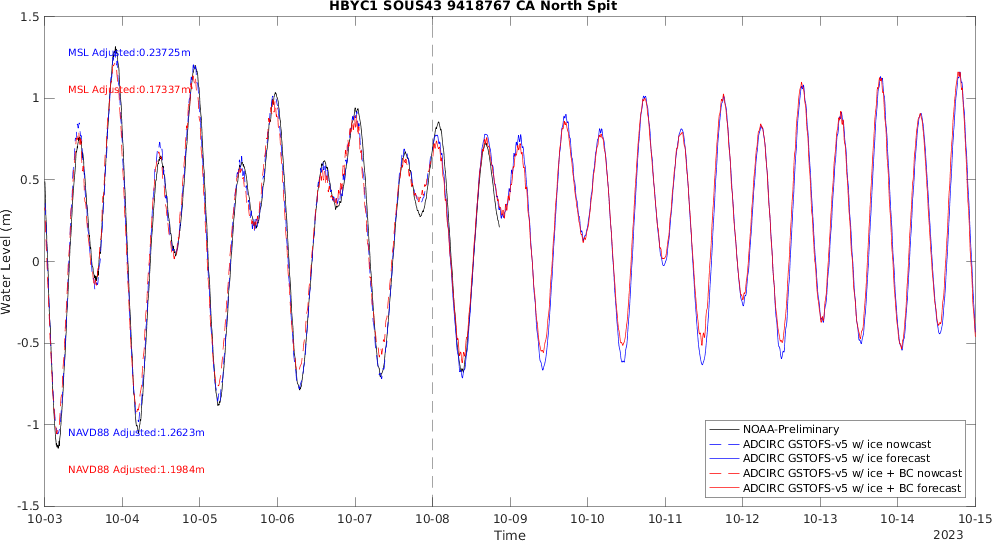 HBYC1 SOUS43 9418767 CA North Spit
1.5
1
0.5
0
-0.5
-1
-1.5
Water Level (m)
MSL Adjusted:0.23725m
MSL Adjusted:0.17337m
NAVD88 Adjusted:1.2623m
NAVD88 Adjusted:1.1984m
NOAA-Preliminary
ADCIRC GSTOFS-v5 w/ ice nowcast
ADCIRC GSTOFS-v5 w/ ice forecast
ADCIRC GSTOFS-v5 w/ ice + BC nowcast
ADCIRC GSTOFS-v5 w/ ice + BC forecast
10-03 10-04 10-05 10-06 10-07 10-08 10-09 10-10 10-11 10-12 10-13 10-14 10-15
Time
2023